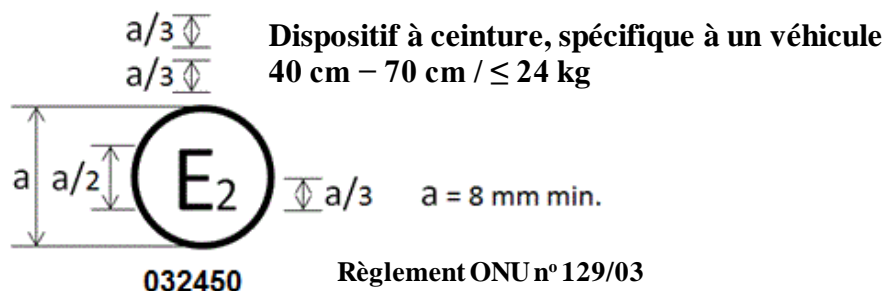 a/3
Dispositif à ceinture, spécifique à un véhicule
a/3
40 cm − 70 cm / ≤ 24 kg
a
a/2
E2
a/3
a = 8 mm min.
032450
Règlement ONU nº 129/03